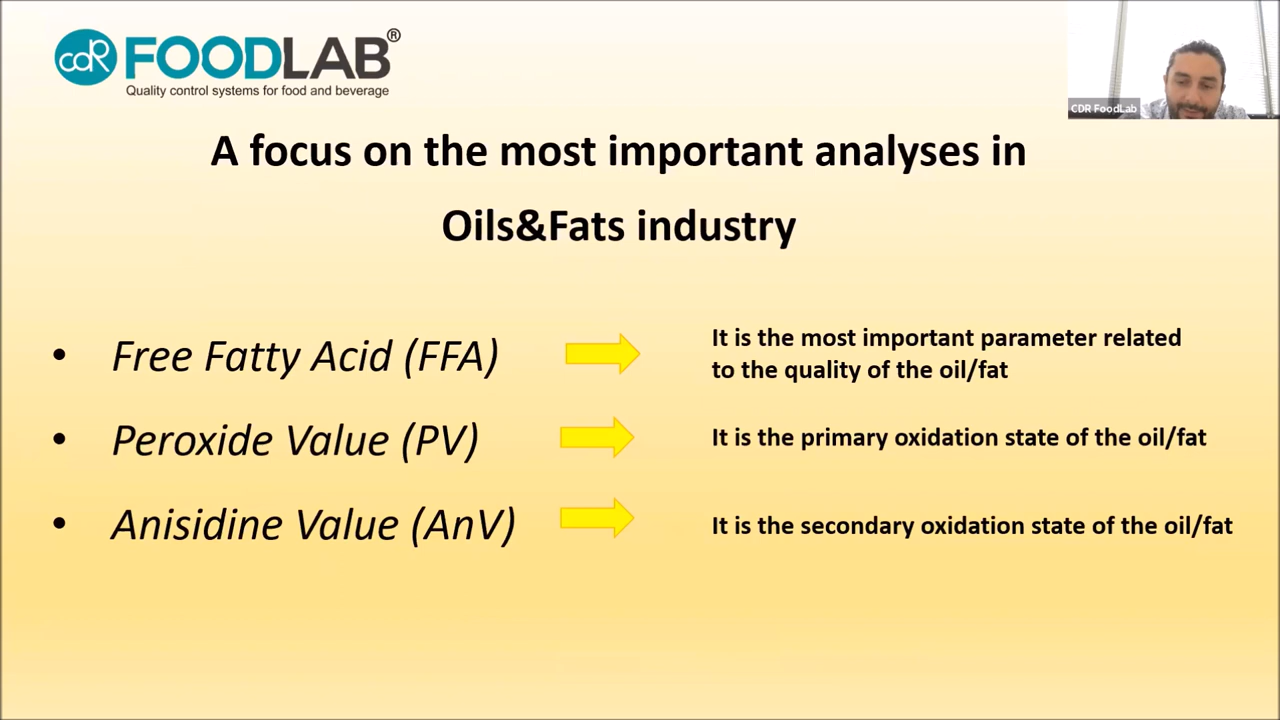 cdR FOODLAB®
Quality control systems for food and beverage
CDR FoodLab
A focus on the most important analyses in
Oils&Fats industry
• Free Fatty Acid (FFA)
It is the most important parameter related
to the quality of the oil/fat
• Peroxide Value (PV)
It is the primary oxidation state of the oil/fat
• Anisidine Value (AnV)
It is the secondary oxidation state of the oil/fat